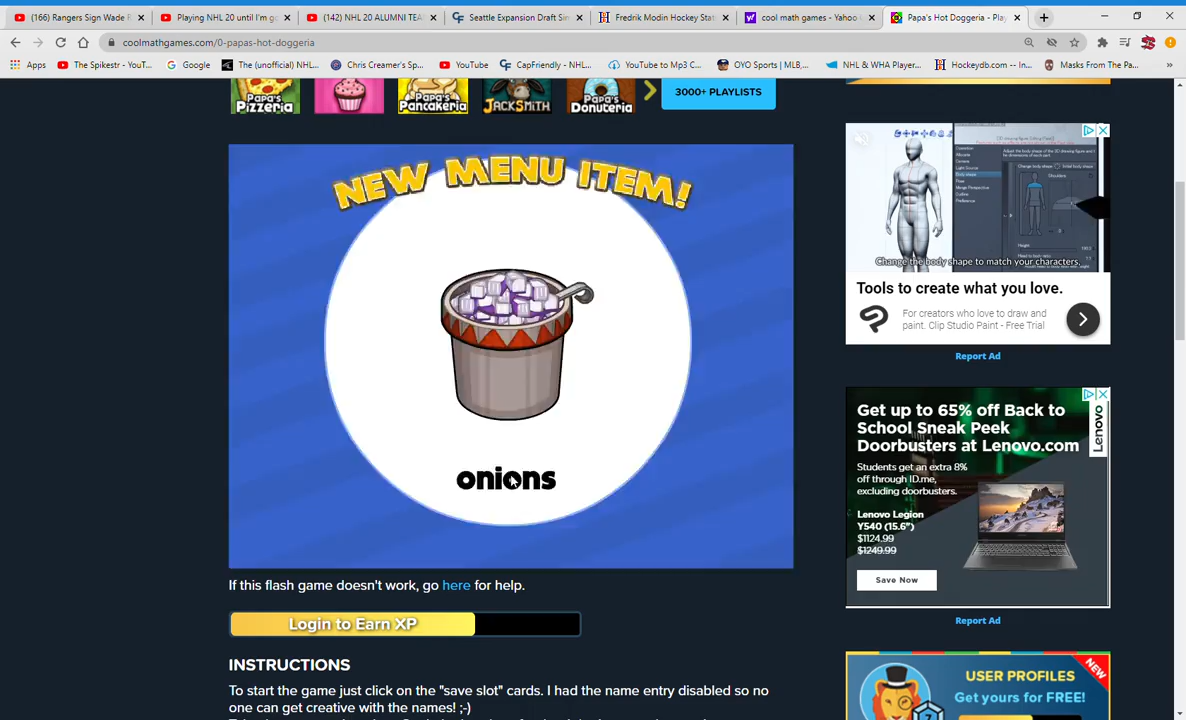 (166) Rangers Sign Wade R
Playing NHL 20 until I'm go
(142) NHL 20 ALUMNI TEA
Seattle Expansion Draft Sim
Fredrik Modin Hockey Stat
cool math games - Yahoo
Papa's Hot Doggeria - Play
coolmathgames.com/0-papas-hot-doggeria
Apps
The Spikestr - YouT...
Google
The (unofficial) NHL...
Chris Creamer's Sp...
YouTube
CapFriendly - NHL...
YouTube to Mp3 C...
OYO Sports | MLB,...
NHL & WHA Player...
Hockeydb.com -- In...
Masks From The Pa...
Papa's Pizzeria
Papa's Pancakeria
JACKSMITH
Papa's Donuteria
3000+ PLAYLISTS
NEW MENU ITEM!
onions
If this flash game doesn't work, go here for help.
Login to Earn XP
INSTRUCTIONS
To start the game just click on the "save slot" cards. I had the name entry disabled so no
one can get creative with the names! ;-)
Change the body shape to match your characters,
Tools to create what you love.
For creators who love to draw and
paint. Clip Studio Paint - Free Trial
Report Ad
Get up to 65% off Back to
School Sneak Peek
Doorbusters at Lenovo.com
Students get an extra 8%
off through ID.me,
excluding doorbusters.
Lenovo Legion
Y540 (15.6")
$1124.99
$1249.99
Save Now
Lenovo
Report Ad
USER PROFILES
Get yours for FREE!
NEW